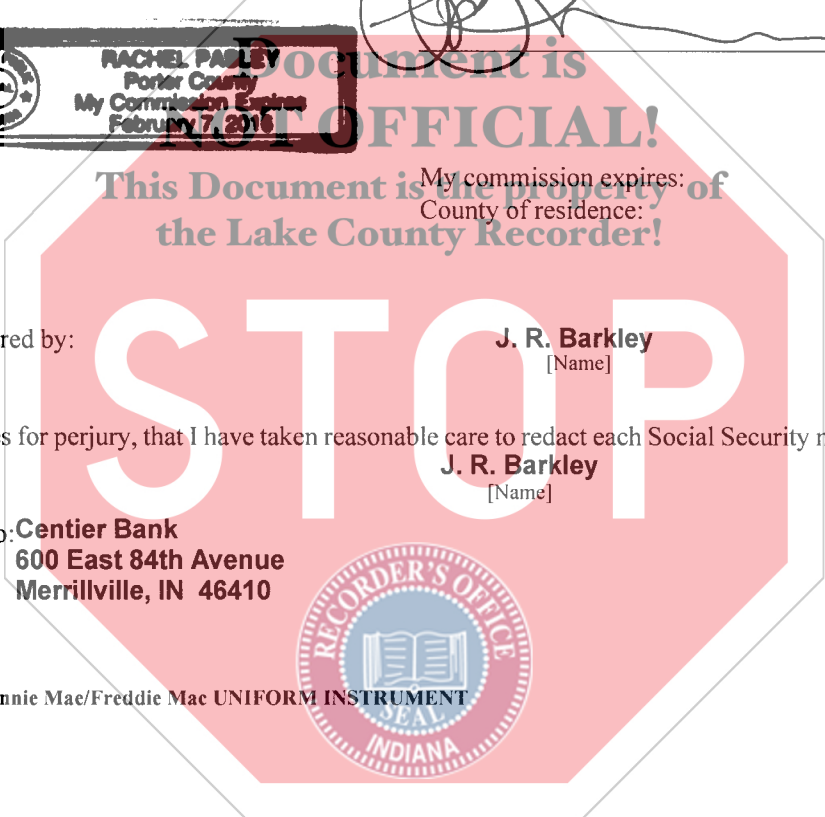 RACHEL PABLEY
Porter County
My Commission Expires
February 7, 2016
Document is
NOT OFFICIAL!
This Document is the property of
the Lake County Recorder!
My commission expires:
County of residence:
STOP
red by:
J. R. Barkley
[Name]
s for perjury, that I have taken reasonable care to redact each Social Security n
J. R. Barkley
[Name]
o: Centier Bank
600 East 84th Avenue
Merrillville, IN 46410
RECORDER'S OFFICE
SEAL
INDIANA
nnie Mae/Freddie Mac UNIFORM INSTRUMENT